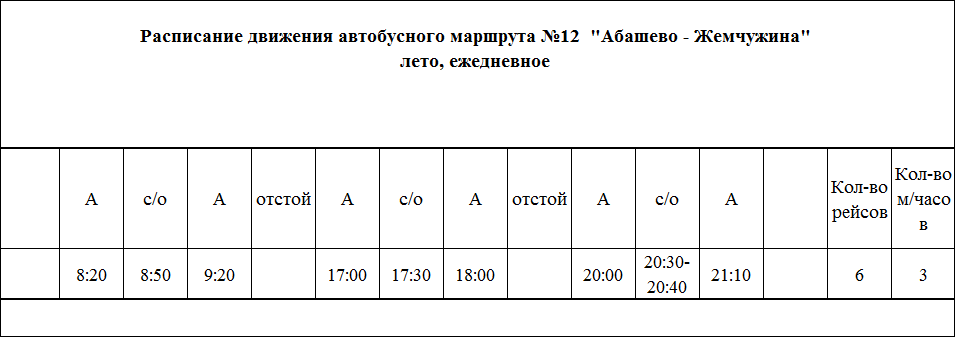 Расписание движения автобусного маршрута №12 "Абашево - Жемчужина"
лето, ежедневное
А с/о А отстой А с/о А отстой А с/о А Кол-во рейсов Кол-во м/часо в
8:20 8:50 9:20 17:00 17:30 18:00 20:00 20:30-20:40 21:10 6 3